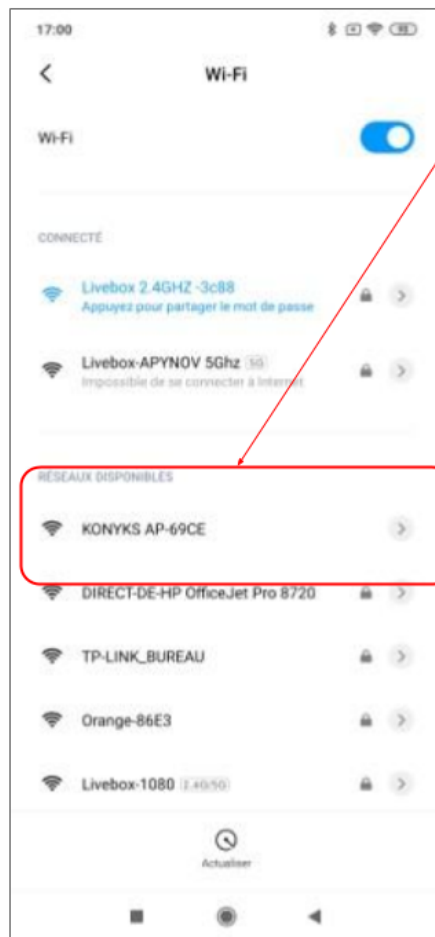 17:00
Wi-Fi
Wi-Fi
CONNECTÉ
Livebox 2.4GHZ -3c88
Appuyez pour partager le mot de passe
Livebox-APYNOV 5Ghz 5G
Impossible de se connecter à Internet
RÉSEAUX DISPONIBLES
KONYKS AP-69CE
DIRECT-DE-HP OfficeJet Pro 8720
TP-LINK_BUREAU
Orange-86E3
Livebox-1080 2.4G/5G
Actualiser